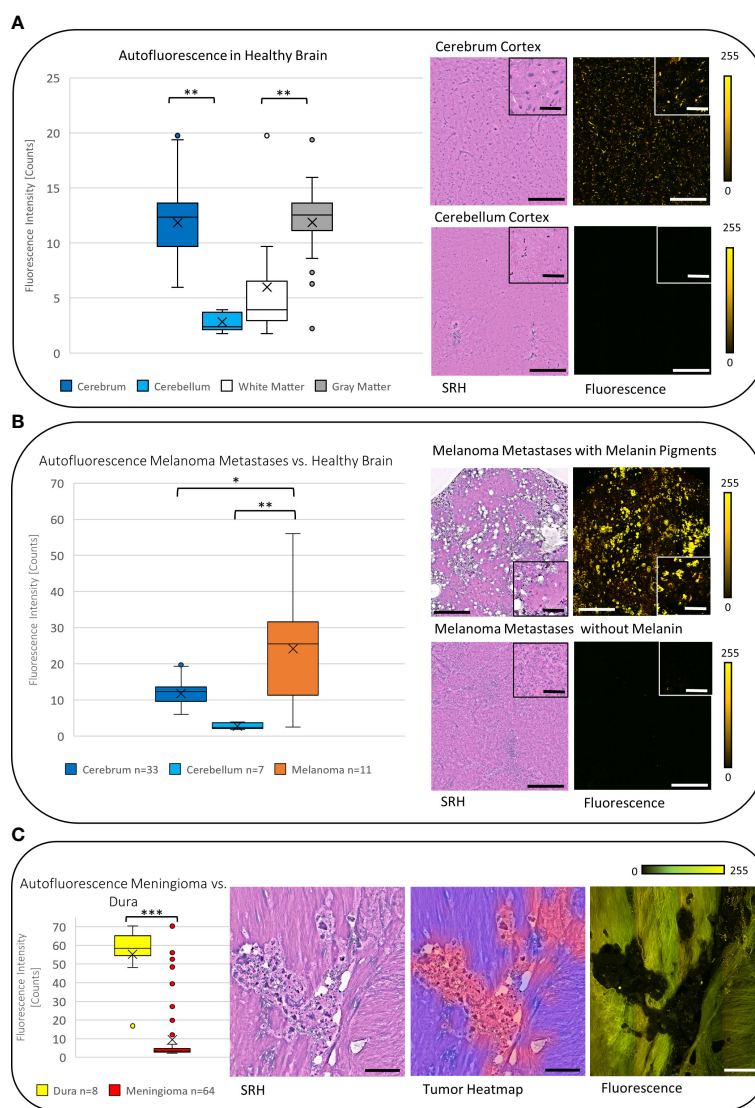 A
Autofluorescence in Healthy Brain
Fluorescence Intensity [Counts]
25
20
15
10
5
0
**
**
Cerebrum
Cerebellum
White Matter
Gray Matter
Cerebrum Cortex
255
0
Cerebellum Cortex
255
0
SRH
Fluorescence
B
Autofluorescence Melanoma Metastases vs. Healthy Brain
Fluorescence Intensity [Counts]
70
60
50
40
30
20
10
0
*
**
Cerebrum n=33
Cerebellum n=7
Melanoma n=11
Melanoma Metastases with Melanin Pigments
255
0
Melanoma Metastases without Melanin
255
0
SRH
Fluorescence
C
Autofluorescence Meningioma vs.
Dura
Fluorescence Intensity
[Counts]
70
60
50
40
30
20
10
0
***
Dura n=8
Meningioma n=64
0
255
SRH
Tumor Heatmap
Fluorescence